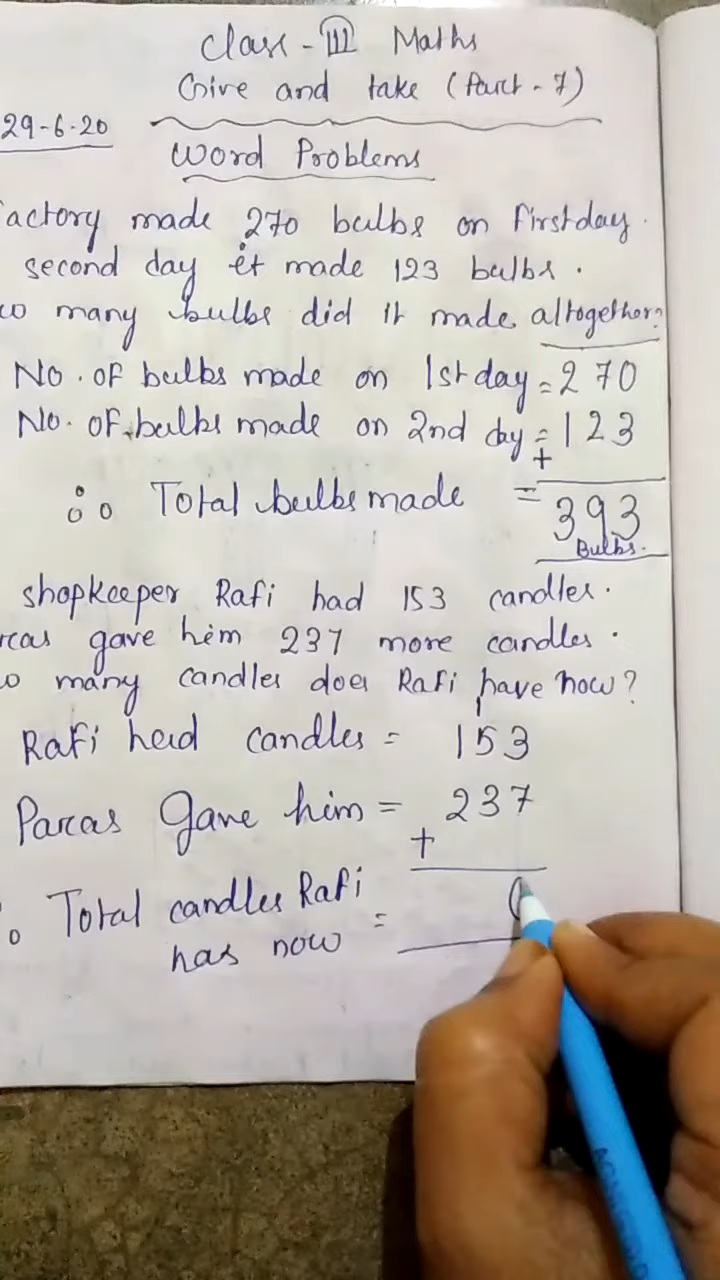 Class - III Maths
Give and take (Part - 7)
29-6-20
Word Problems
actory made 270 bulbs on first day.
second day it made 123 bulbs.
w many bulbs did it made altogether?
No. of bulbs made on 1st day = 270
No. of bulbs made on 2nd day = 123
+
∴ Total bulbs made = 393
Bulbs.
shopkeeper Rafi had 153 candles.
ras gave him 237 more candles.
w many candles does Rafi have now?
1
Rafi had candles = 153
Paras gave him = 237
+
∴ Total candles Rafi
has now =